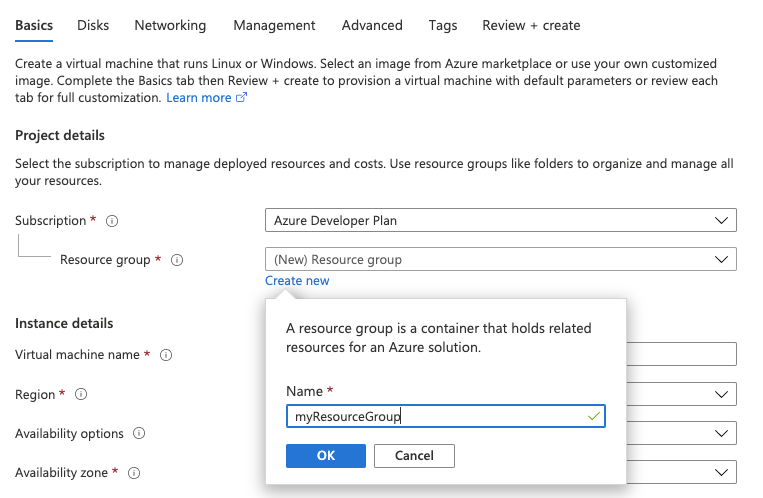 Basics Disks Networking Management Advanced Tags Review + create
Create a virtual machine that runs Linux or Windows. Select an image from Azure marketplace or use your own customized
image. Complete the Basics tab then Review + create to provision a virtual machine with default parameters or review each
tab for full customization. Learn more
Project details
Select the subscription to manage deployed resources and costs. Use resource groups like folders to organize and manage all
your resources.
Subscription * Azure Developer Plan
Resource group * (New) Resource group
Create new
A resource group is a container that holds related
resources for an Azure solution.
Name *
myResourceGroup
OK Cancel
Instance details
Virtual machine name *
Region *
Availability options
Availability zone *